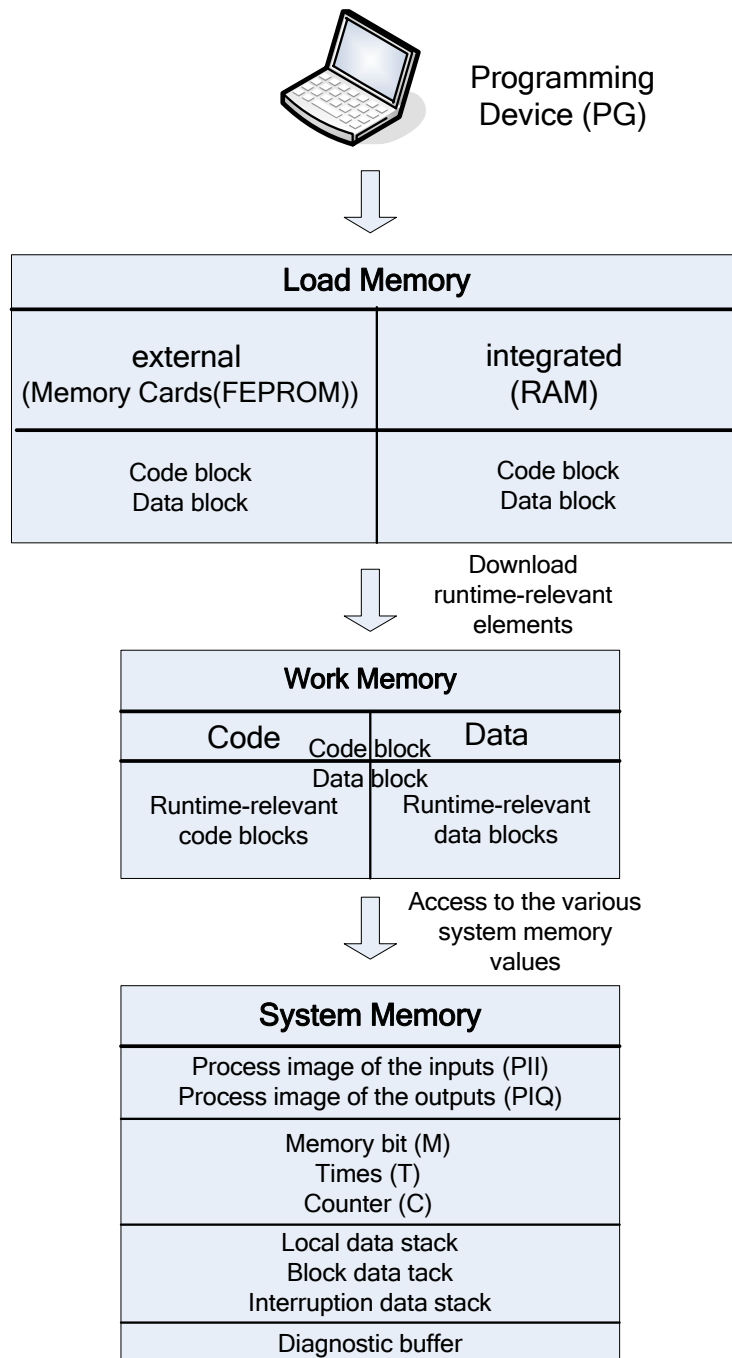 Programming
Device (PG)
Load Memory
external
(Memory Cards(FEPROM))
integrated
(RAM)
Code block
Data block
Code block
Data block
Download
runtime-relevant
elements
Work Memory
Code
Data
Code block
Data block
Runtime-relevant
code blocks
Runtime-relevant
data blocks
Access to the various
system memory
values
System Memory
Process image of the inputs (PII)
Process image of the outputs (PIQ)
Memory bit (M)
Times (T)
Counter (C)
Local data stack
Block data tack
Interruption data stack
Diagnostic buffer